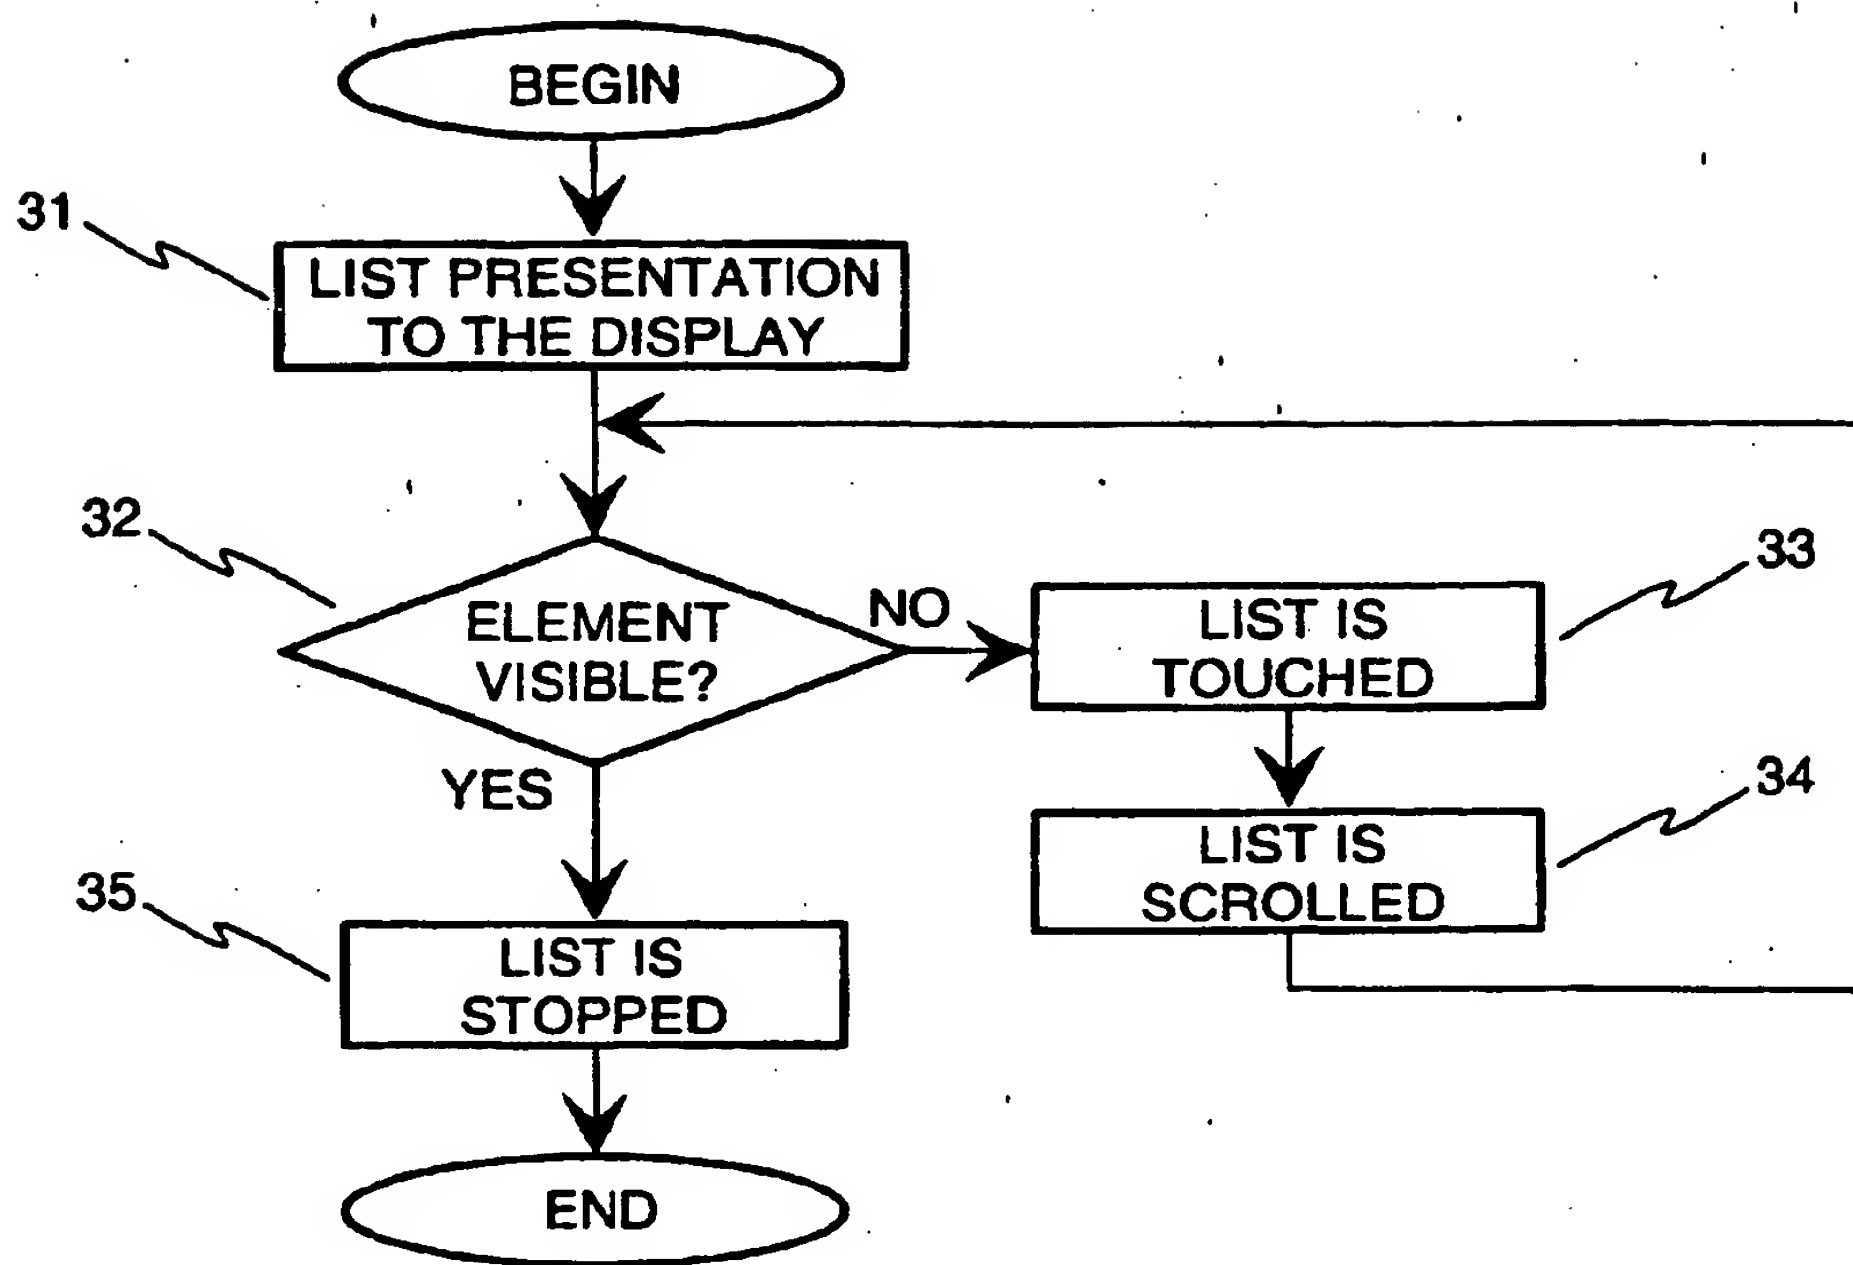 BEGIN
31
LIST PRESENTATION
TO THE DISPLAY
32
ELEMENT
VISIBLE?
NO
33
LIST IS
TOUCHED
YES
34
LIST IS
SCROLLED
35
LIST IS
STOPPED
END